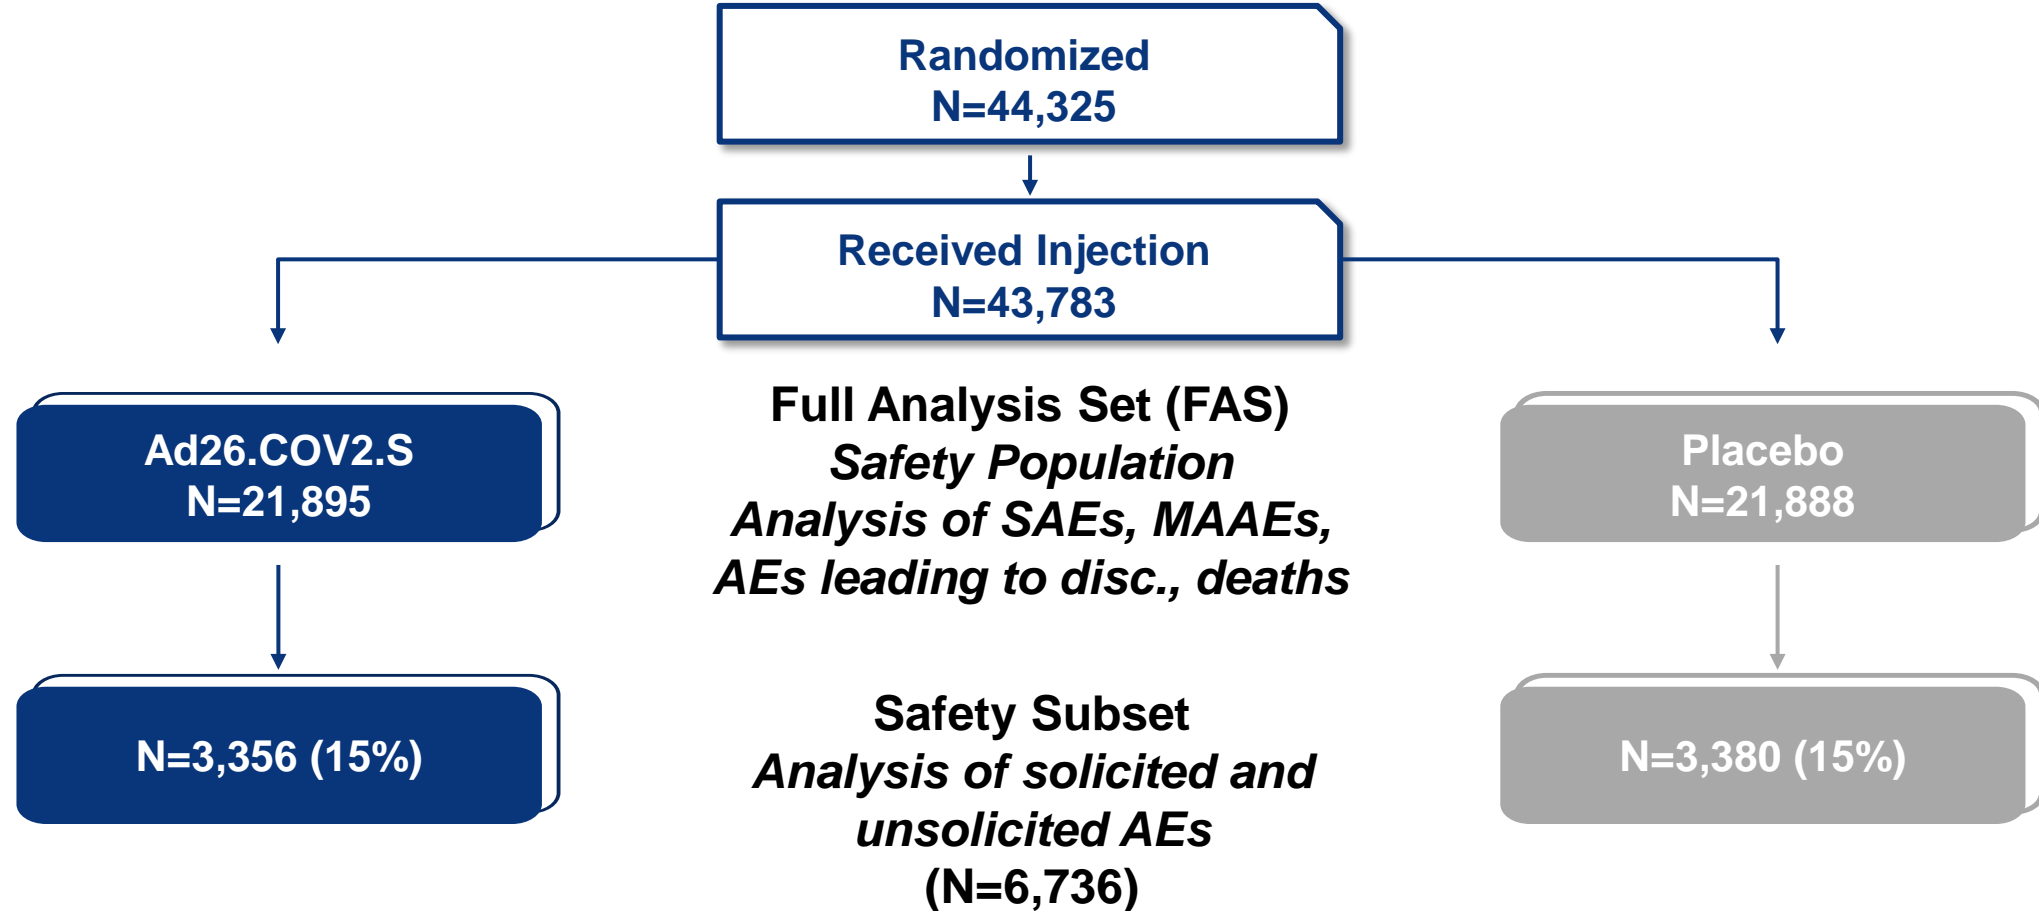 Randomized
N=44,325
Received Injection
N=43,783
Ad26.COV2.S
N=21,895
Full Analysis Set (FAS)
Safety Population
Analysis of SAEs, MAAEs,
AEs leading to disc., deaths
Placebo
N=21,888
N=3,356 (15%)
Safety Subset
Analysis of solicited and
unsolicited AEs
(N=6,736)
N=3,380 (15%)